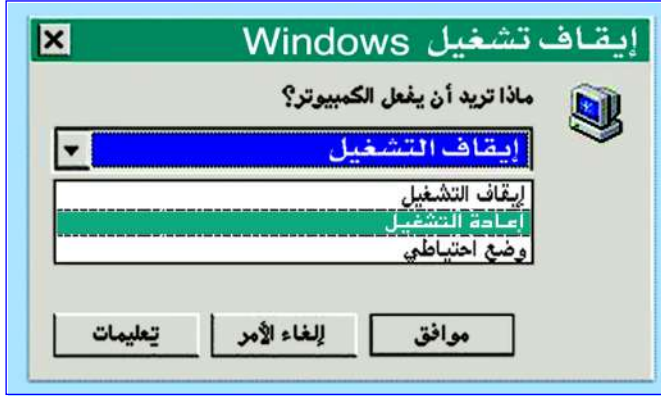 إيقاف تشغيل Windows
ماذا تريد أن يفعل الكمبيوتر؟
إيقاف التشغيل
إيقاف التشغيل
إعادة التشغيل
وضع احتياطي
موافق
إلغاء الأمر
تعليمات